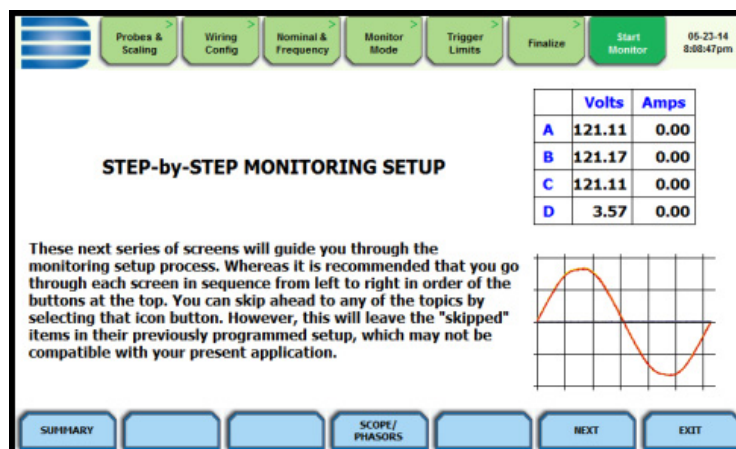 Probes &
Scaling
>
Wiring
Config
>
Nominal &
Frequency
>
Monitor
Mode
>
Trigger
Limits
>
Finalize
>
Start
Monitor
06-23-14
8:08:47pm
Volts Amps
A 121.11 0.00
B 121.17 0.00
C 121.11 0.00
D 3.57 0.00
STEP-by-STEP MONITORING SETUP
These next series of screens will guide you through the
monitoring setup process. Whereas it is recommended that you go
through each screen in sequence from left to right in order of the
buttons at the top. You can skip ahead to any of the topics by
selecting that icon button. However, this will leave the "skipped"
items in their previously programmed setup, which may not be
compatible with your present application.
SUMMARY
SCOPE/
PHASORS
NEXT
EXIT